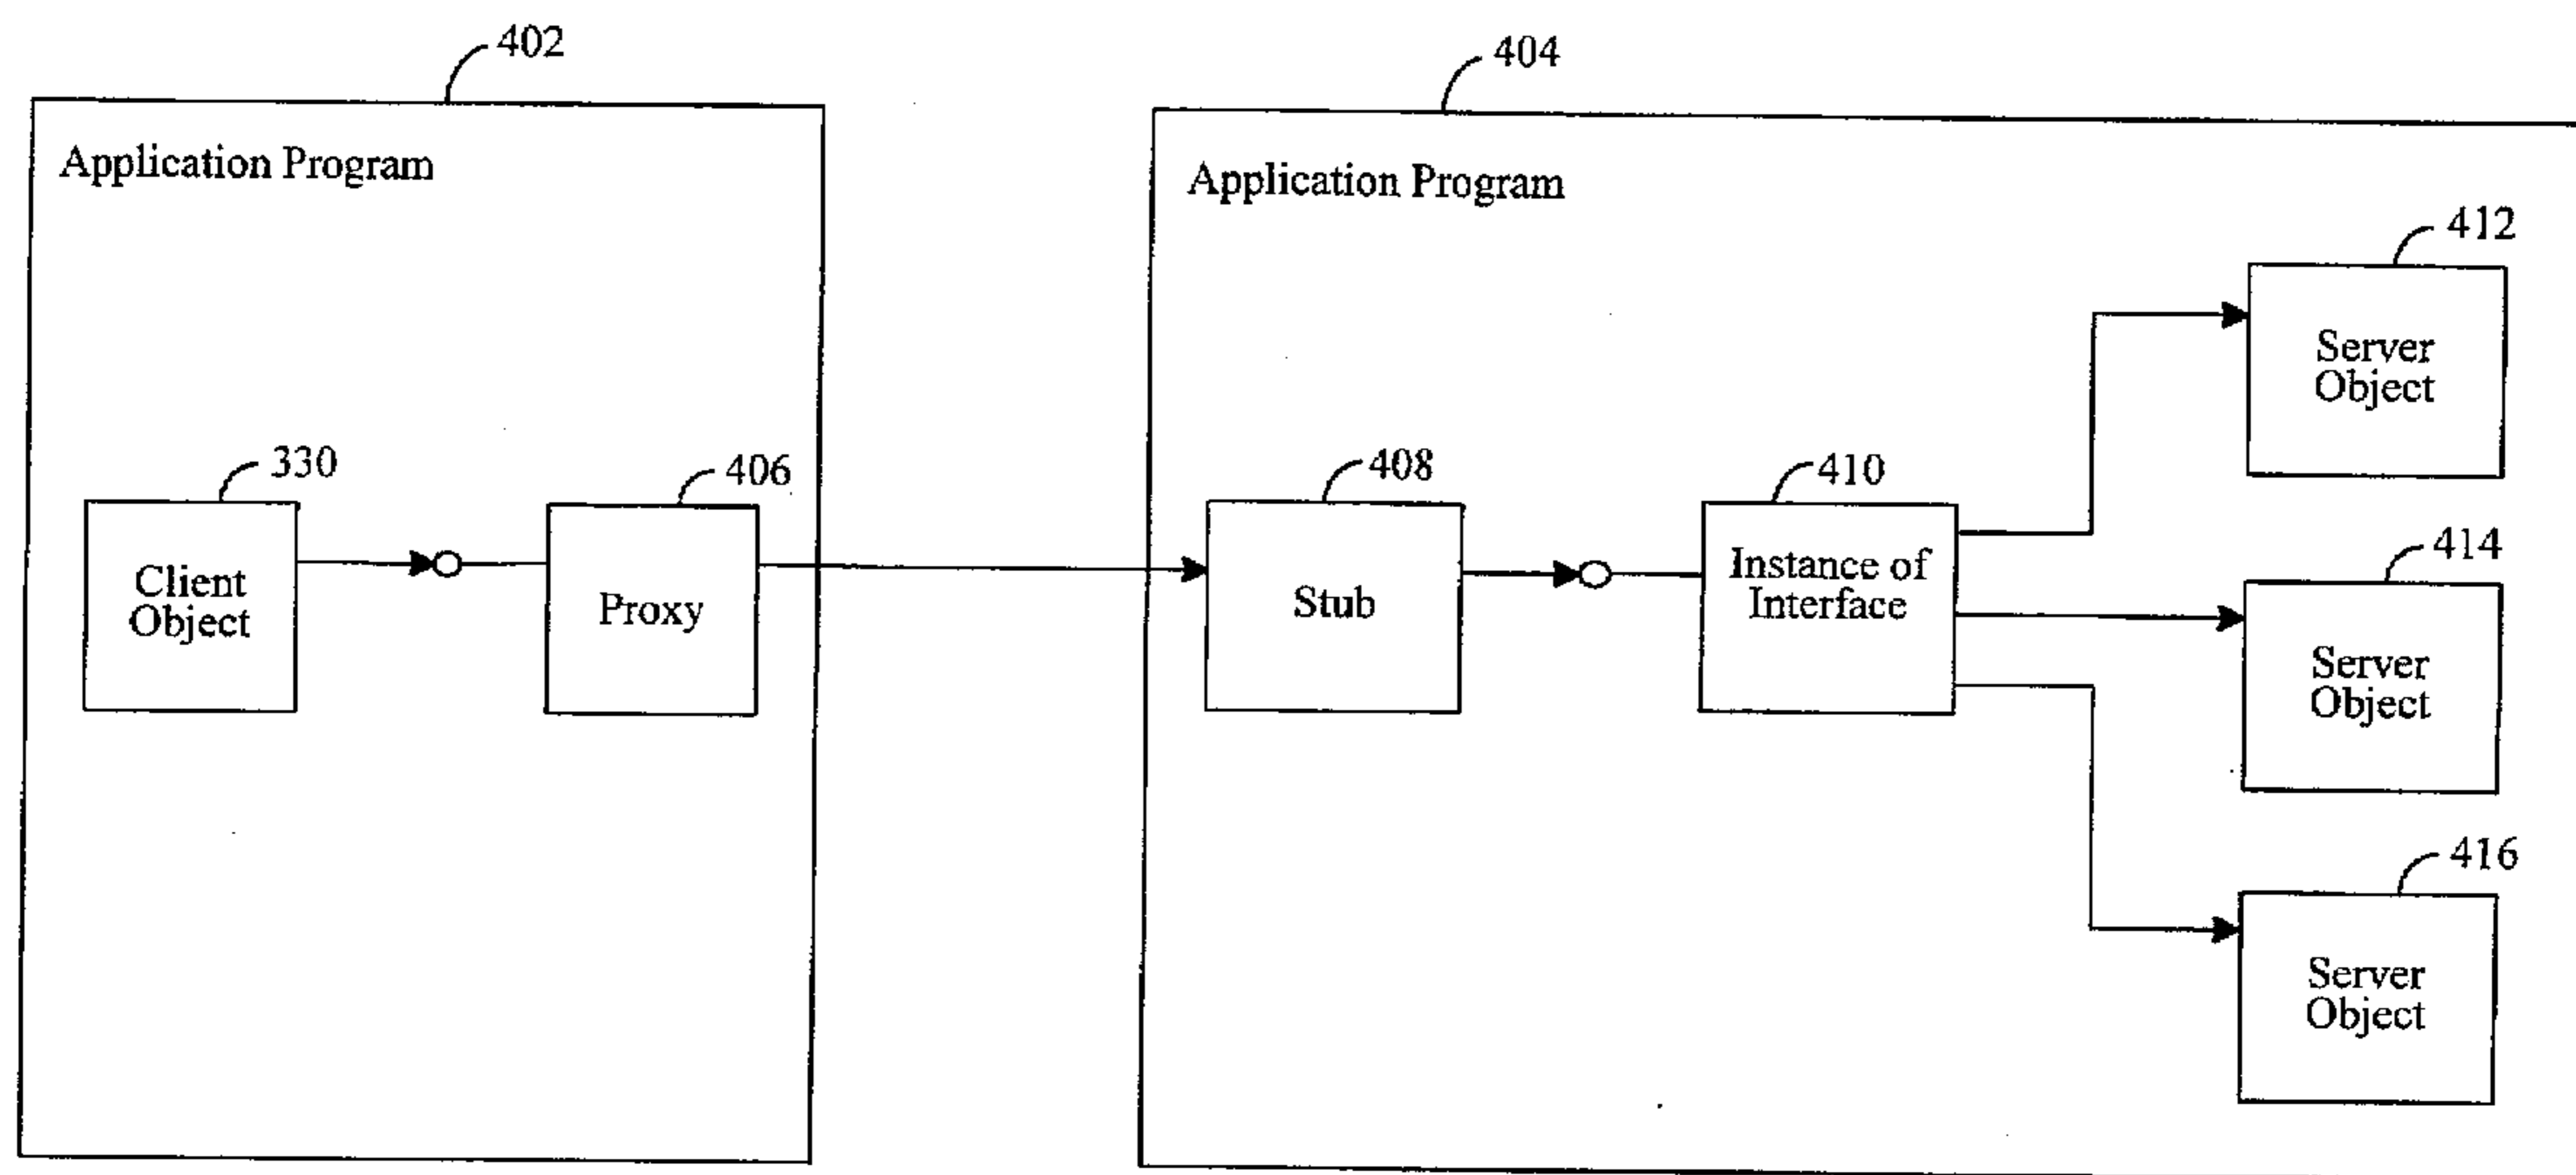 402
404
Application Program
Application Program
412
Server
Object
330
406
408
410
414
Client
Object
Proxy
Stub
Instance of
Interface
Server
Object
416
Server
Object